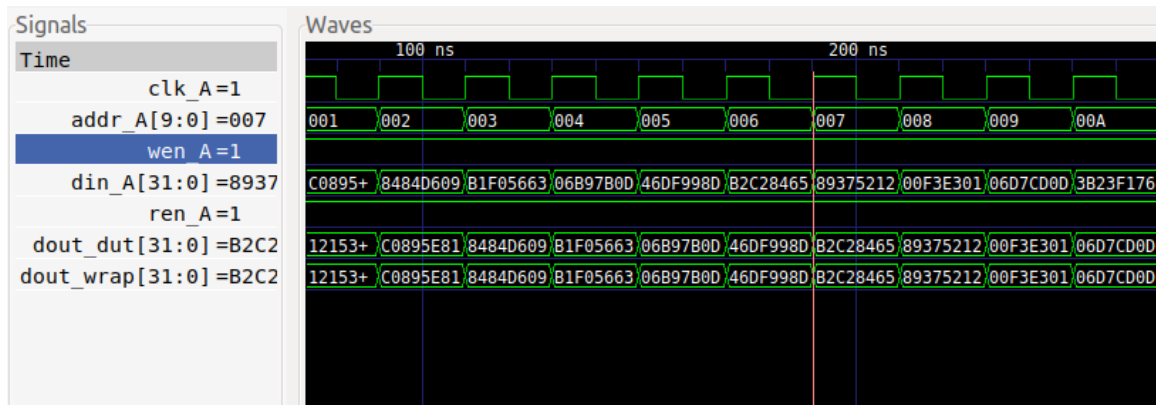 Signals Waves
Time 100 ns 200 ns
clk_A=1
addr_A[9:0]=007 001 002 003 004 005 006 007 008 009 00A
wen_A=1
din_A[31:0]=8937 C0895+ 8484D609 B1F05663 06B97B0D 46DF998D B2C28465 89375212 00F3E301 06D7CD0D 3B23F176
ren_A=1
dout_dut[31:0]=B2C2 12153+ C0895E81 8484D609 B1F05663 06B97B0D 46DF998D B2C28465 89375212 00F3E301 06D7CD0D
dout_wrap[31:0]=B2C2 12153+ C0895E81 8484D609 B1F05663 06B97B0D 46DF998D B2C28465 89375212 00F3E301 06D7CD0D